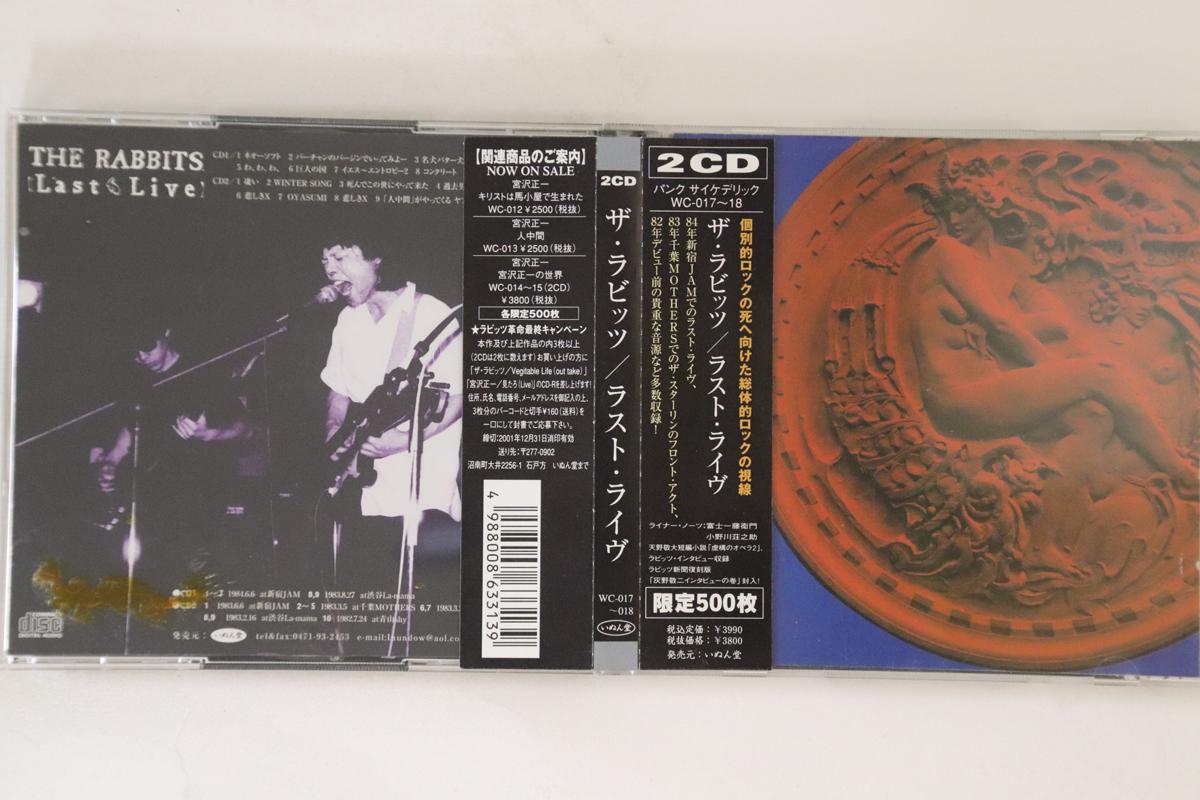 THE RABBITS
Last Live
CD1/1 ネオーソフト 2 バーチャンのバージンでいってみよー 3 名犬バター犬
5 わ、わ、わ、 6 巨人の国 7 イエス〜エントロピー2 8 コンクリート
CD2/1 凄い 2 WINTER SONG 3 死んでこの世にやって来た 4 過去
6 悲しきX 7 OYASUMI 8 悲しきX 9 「人中間」がやってくる ヤァ
1984.6.6 at新宿JAM 8,9 1983.8.27 at渋谷La-mama
1 1983.6.6 at新宿JAM 2〜5 1983.3.5 at千葉MOTHERS 6,7 1983.3.
8,9 1983.2.16 at渋谷La-mama 10 1982.7.24 at
disc
DIGITAL AUDIO
発売元： いぬん堂 tel&fax:0471-93-2453 e-mail:Inundow@aol.co
【関連商品のご案内】
NOW ON SALE
宮沢正一
キリストは馬小屋で生まれた
WC-012 ¥2500(税抜)
宮沢正一
人中間
WC-013 ¥2500(税抜)
宮沢正一
宮沢正一の世界
WC-014〜15(2CD)
¥3800(税抜)
各限定500枚
★ラビッツ革命最終キャンペーン
本作及び上記作品の内3枚以上
(2CDは2枚に数えます)お買い上げの方に
「ザ・ラビッツ/Vegitable Life(out take)」
「宮沢正一/見たろ(Live)」のCD-Rを差し上げます!
住所、氏名、電話番号、メールアドレスを御記入の上、
3枚分のバーコードと切手¥160(送料)を
一口にして封書でご応募下さい。
締切:2001年12月31日消印有効
送り先:〒277-0902
沼南町大井2256-1 石戸方 いぬん堂まで
4 988008 633139
2CD
ザ・ラビッツ/ラスト・ライヴ
WC-017
〜018
いぬん堂
2CD
パンク サイケデリック
WC-017〜18
個別的ロックの死へ向けた総体的ロックの視線
ザ・ラビッツ/ラスト・ライヴ
84年新宿JAMでのラスト・ライヴ、
83年千葉MOTHERSでのザ・スターリンのフロント・アクト、
82年デビュー前の貴重な音源など多数収録!
ライナー・ノーツ:富士一藤衛門
小野川荘之助
天野敬大短編小説「虚構のオペラ2」、
ラビッツ・インタビュー収録
ラビッツ新聞復刻版
「灰野敬二インタビューの巻」封入!
限定500枚
税込定価：¥3990
税抜価格：¥3800
発売元：いぬん堂